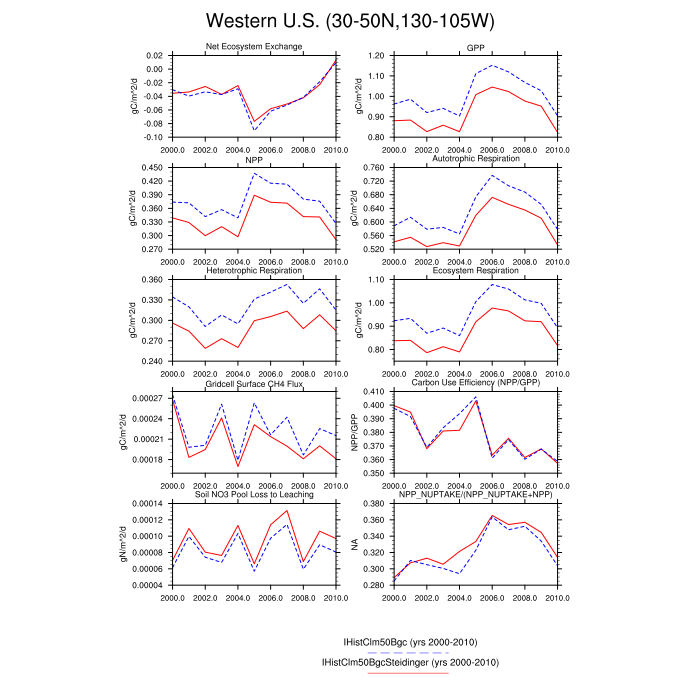 Western U.S. (30-50N,130-105W)
Net Ecosystem Exchange
gC/m^2/d
0.02
0.00
-0.02
-0.04
-0.06
-0.08
-0.10
2000.0 2002.0 2004.0 2006.0 2008.0 2010.0
GPP
gC/m^2/d
1.20
1.10
1.00
0.90
0.80
2000.0 2002.0 2004.0 2006.0 2008.0 2010.0
NPP
gC/m^2/d
0.450
0.420
0.390
0.360
0.330
0.300
0.270
2000.0 2002.0 2004.0 2006.0 2008.0 2010.0
Autotrophic Respiration
gC/m^2/d
0.760
0.720
0.680
0.640
0.600
0.560
0.520
2000.0 2002.0 2004.0 2006.0 2008.0 2010.0
Heterotrophic Respiration
gC/m^2/d
0.360
0.330
0.300
0.270
0.240
2000.0 2002.0 2004.0 2006.0 2008.0 2010.0
Ecosystem Respiration
gC/m^2/d
1.10
1.00
0.90
0.80
2000.0 2002.0 2004.0 2006.0 2008.0 2010.0
Gridcell Surface CH4 Flux
gC/m^2/d
0.00027
0.00024
0.00021
0.00018
2000.0 2002.0 2004.0 2006.0 2008.0 2010.0
Carbon Use Efficiency (NPP/GPP)
NPP/GPP
0.410
0.400
0.390
0.380
0.370
0.360
0.350
2000.0 2002.0 2004.0 2006.0 2008.0 2010.0
Soil NO3 Pool Loss to Leaching
gN/m^2/d
0.00014
0.00012
0.00010
0.00008
0.00006
0.00004
2000.0 2002.0 2004.0 2006.0 2008.0 2010.0
NPP_NUPTAKE/(NPP_NUPTAKE+NPP)
NA
0.380
0.360
0.340
0.320
0.300
0.280
2000.0 2002.0 2004.0 2006.0 2008.0 2010.0
IHistClm50Bgc (yrs 2000-2010)
IHistClm50BgcSteidinger (yrs 2000-2010)